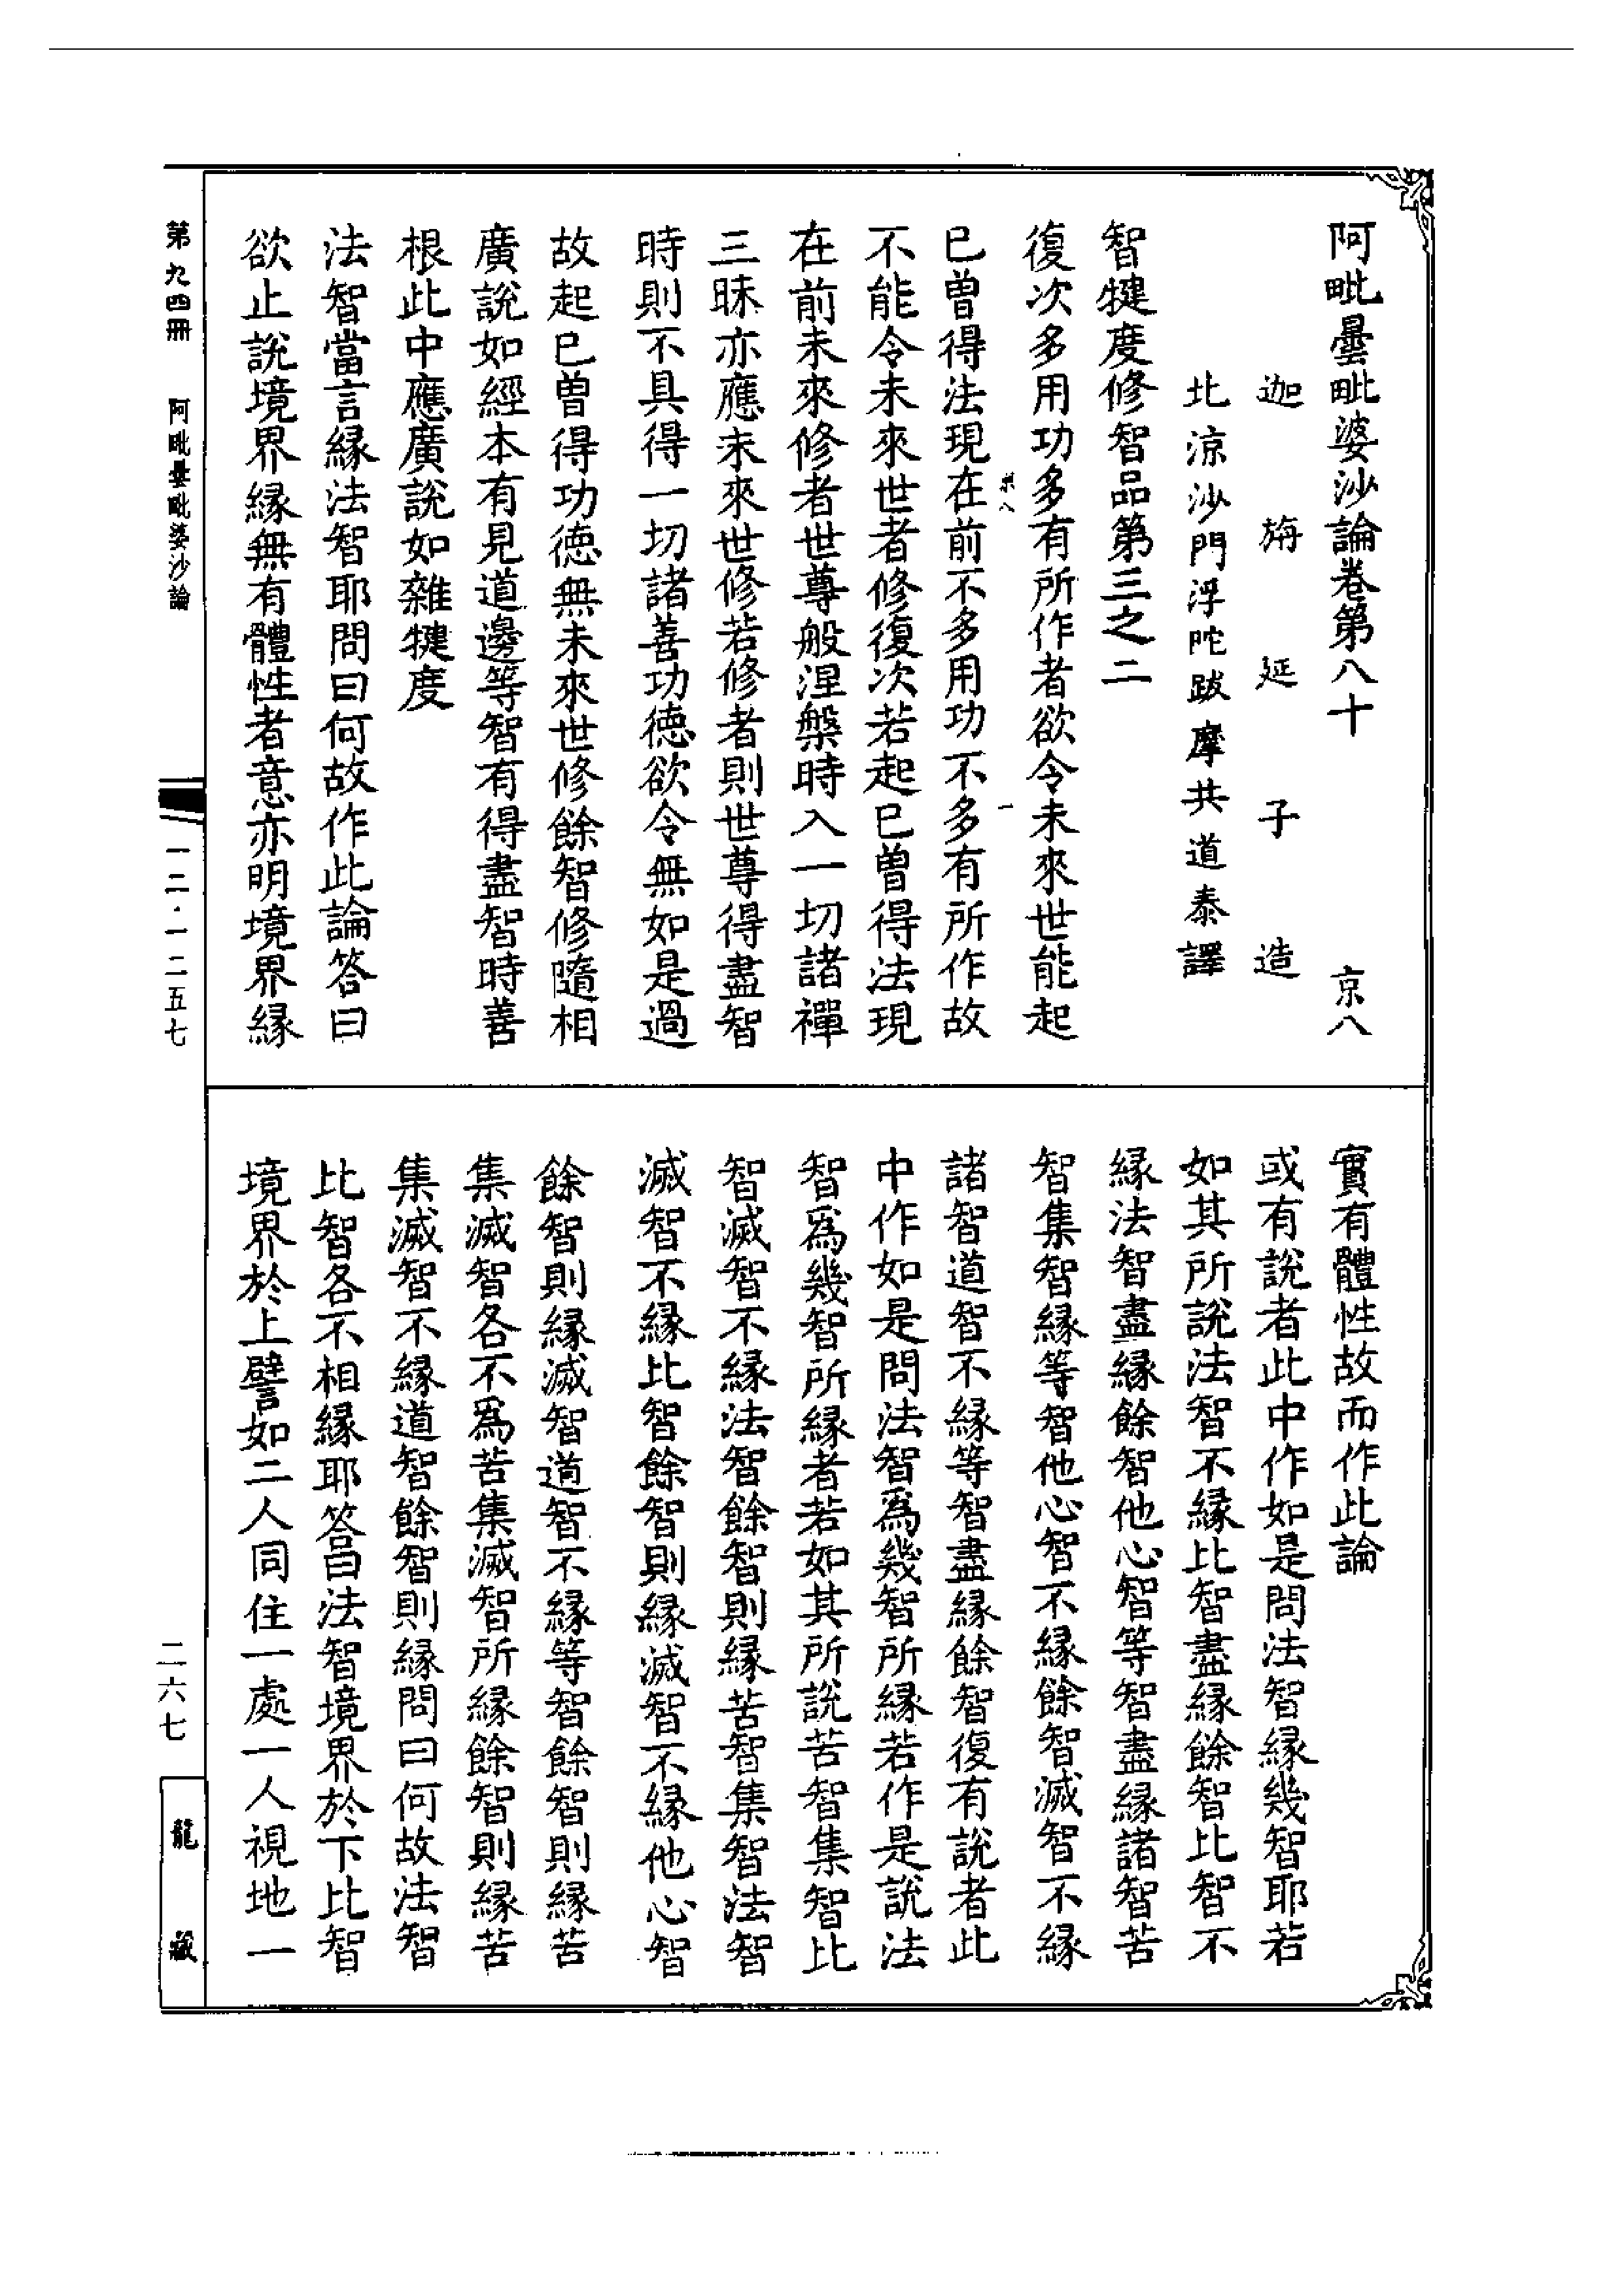 阿毗曇毗婆沙論卷第八十 京八
迦旃延子造
北涼沙門浮陀跋摩共道泰譯
智犍度修智品第三之二
復次多用功多有所作者欲令未來世能起
已曾得法現在前不多用功不多有所作故
不能令未來世者修復次若起已曾得法現
在前未來修者世尊般涅槃時入一切諸禪
三昧亦應未來世修若修者則世尊得盡智
時則不具得一切諸善功德欲令無如是過
故起已曾得功德無未來世修餘智修隨相
廣說如經本有見道邊等智有得盡智時善
根此中應廣說如雜犍度
法智當言緣法智耶問曰何故作此論答曰
欲止說境界緣無有體性者意亦明境界緣
實有體性故而作此論
或有說者此中作如是問法智緣幾智耶若
如其所說法智不緣比智盡緣餘智比智不
緣法智盡緣餘智他心智等智盡緣諸智苦
智集智緣等智他心智不緣餘智滅智不緣
諸智道智不緣等智盡緣餘智復有說者此
中作如是問法智爲幾智所緣若作是說法
智爲幾智所緣者若如其所說苦智集智比
智滅智不緣法智餘智則緣苦智集智法智
滅智不緣比智餘智則緣滅智不緣他心智
餘智則緣滅智道智不緣等智餘智則緣苦
集滅智各不爲苦集滅智所緣餘智則緣苦
集滅智不緣道智餘智則緣問曰何故法智
比智各不相緣耶答曰法智境界於下比智
境界於上譬如二人同住一處一人視地一
第九四冊 阿毗曇毗婆沙論
一二·一二五七
二六七
龍藏